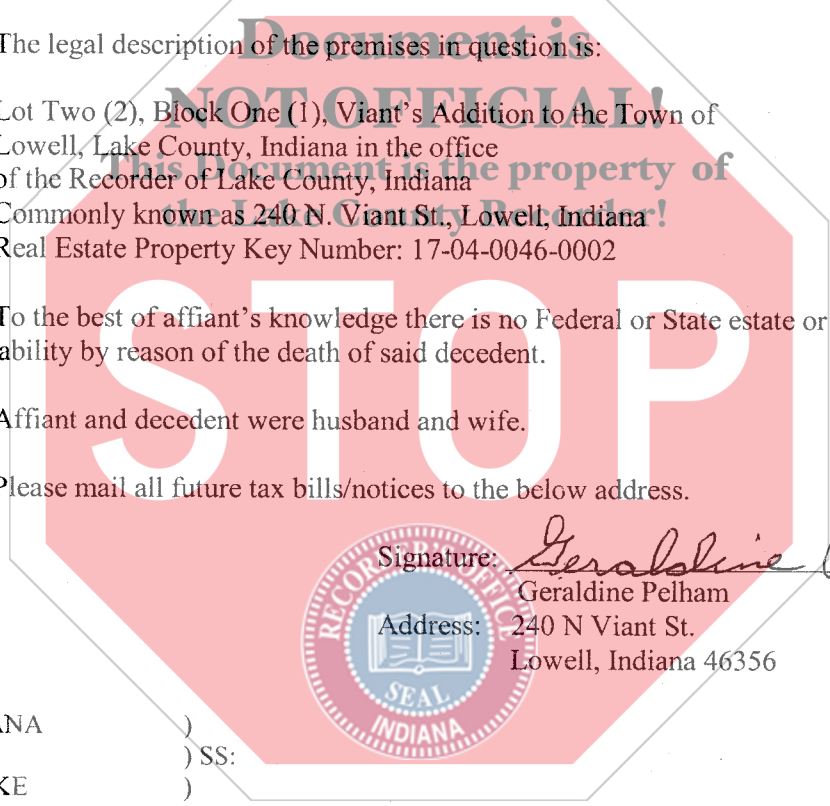 Document is
The legal description of the premises in question is:
NOT OFFICIAL!
Lot Two (2), Block One (1), Viant's Addition to the Town of
Lowell, Lake County, Indiana in the office
This Document is the property of
of the Recorder of Lake County, Indiana
the Lake County Recorder!
Commonly known as 240 N. Viant St., Lowell, Indiana
Real Estate Property Key Number: 17-04-0046-0002
STOP
To the best of affiant's knowledge there is no Federal or State estate or
ability by reason of the death of said decedent.
Affiant and decedent were husband and wife.
Please mail all future tax bills/notices to the below address.
Signature: Geraldine
Geraldine Pelham
Address: 240 N Viant St.
Lowell, Indiana 46356
RECORDER'S OFFICE
SEAL
INDIANA
ANA )
) SS:
KE )